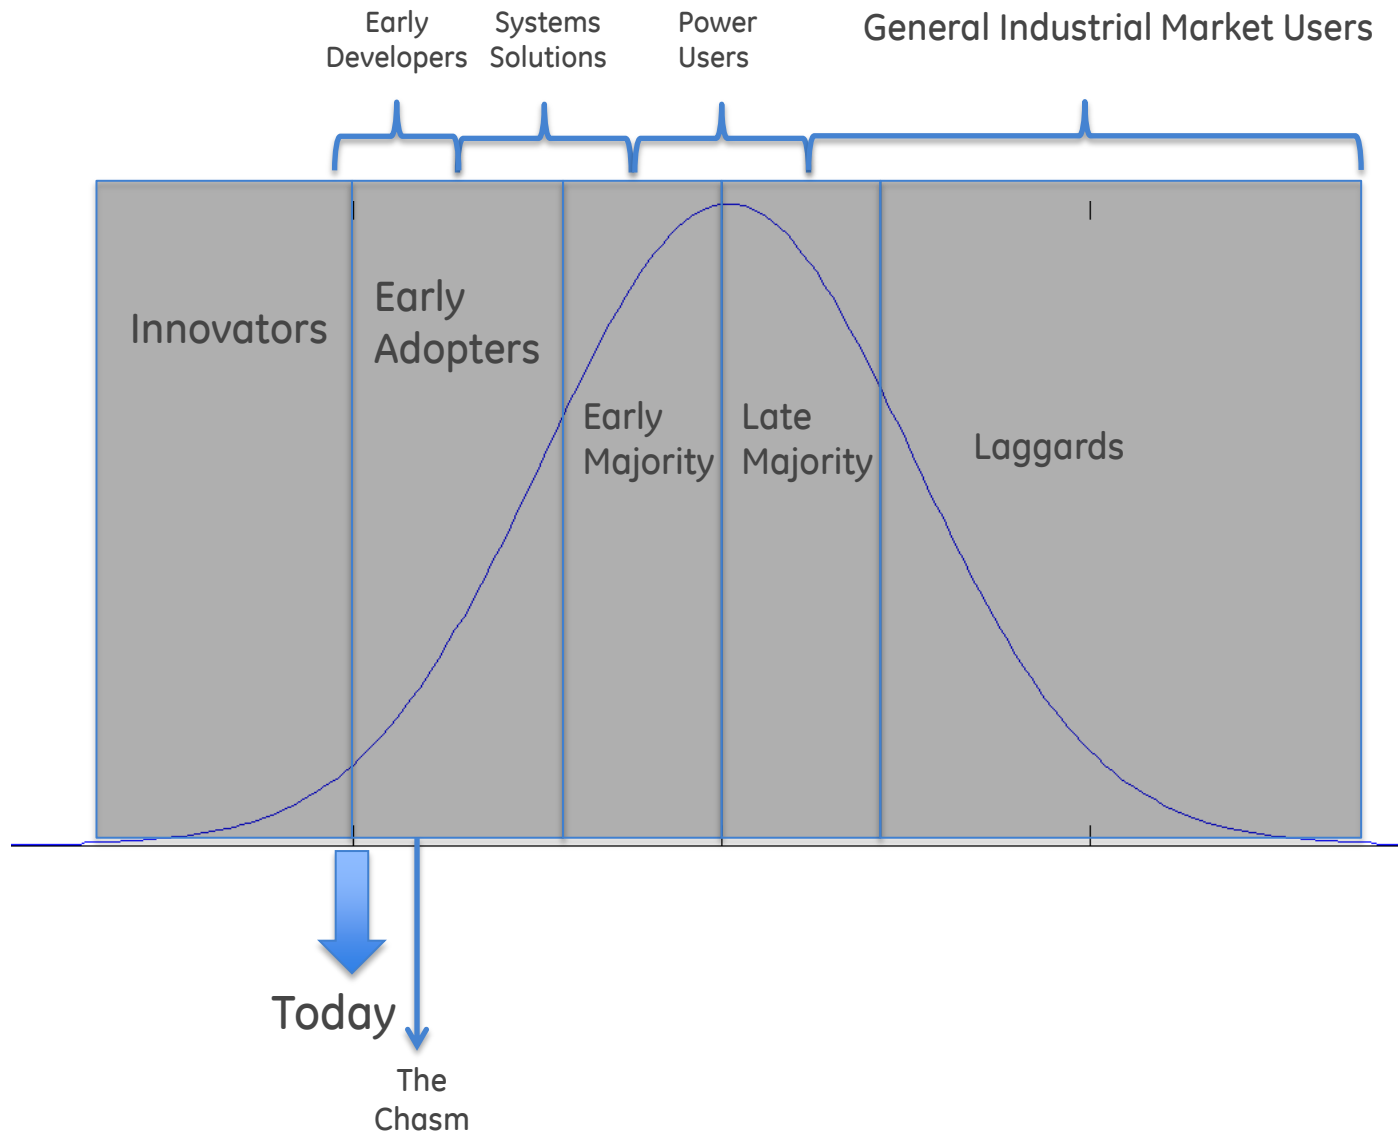 Early
Developers
Systems
Solutions
Power
Users
General Industrial Market Users
Innovators
Early
Adopters
Early
Majority
Late
Majority
Laggards
Today
The
Chasm